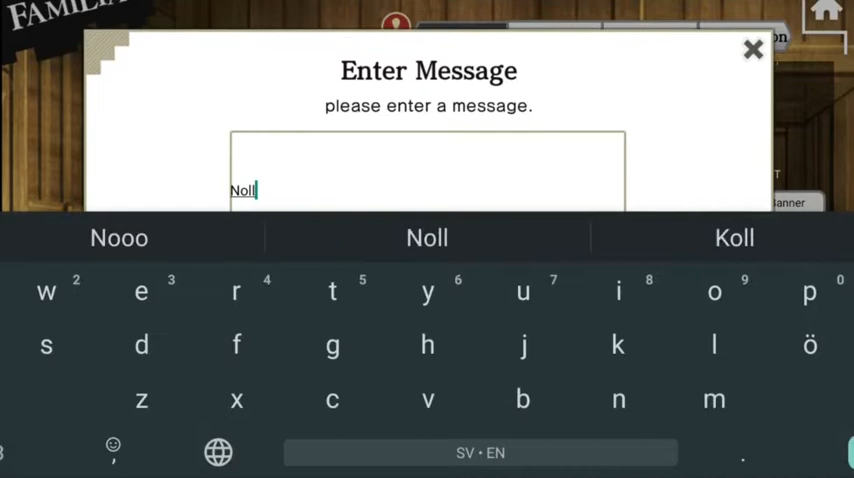 FAMILIA
on
Enter Message
please enter a message.
T
Banner
Noll
Nooo Noll Koll
w 2 e 3 r 4 t 5 y 6 u 7 i 8 o 9 p 0
s d f g h j k l ö
z x c v b n m
, SV • EN .